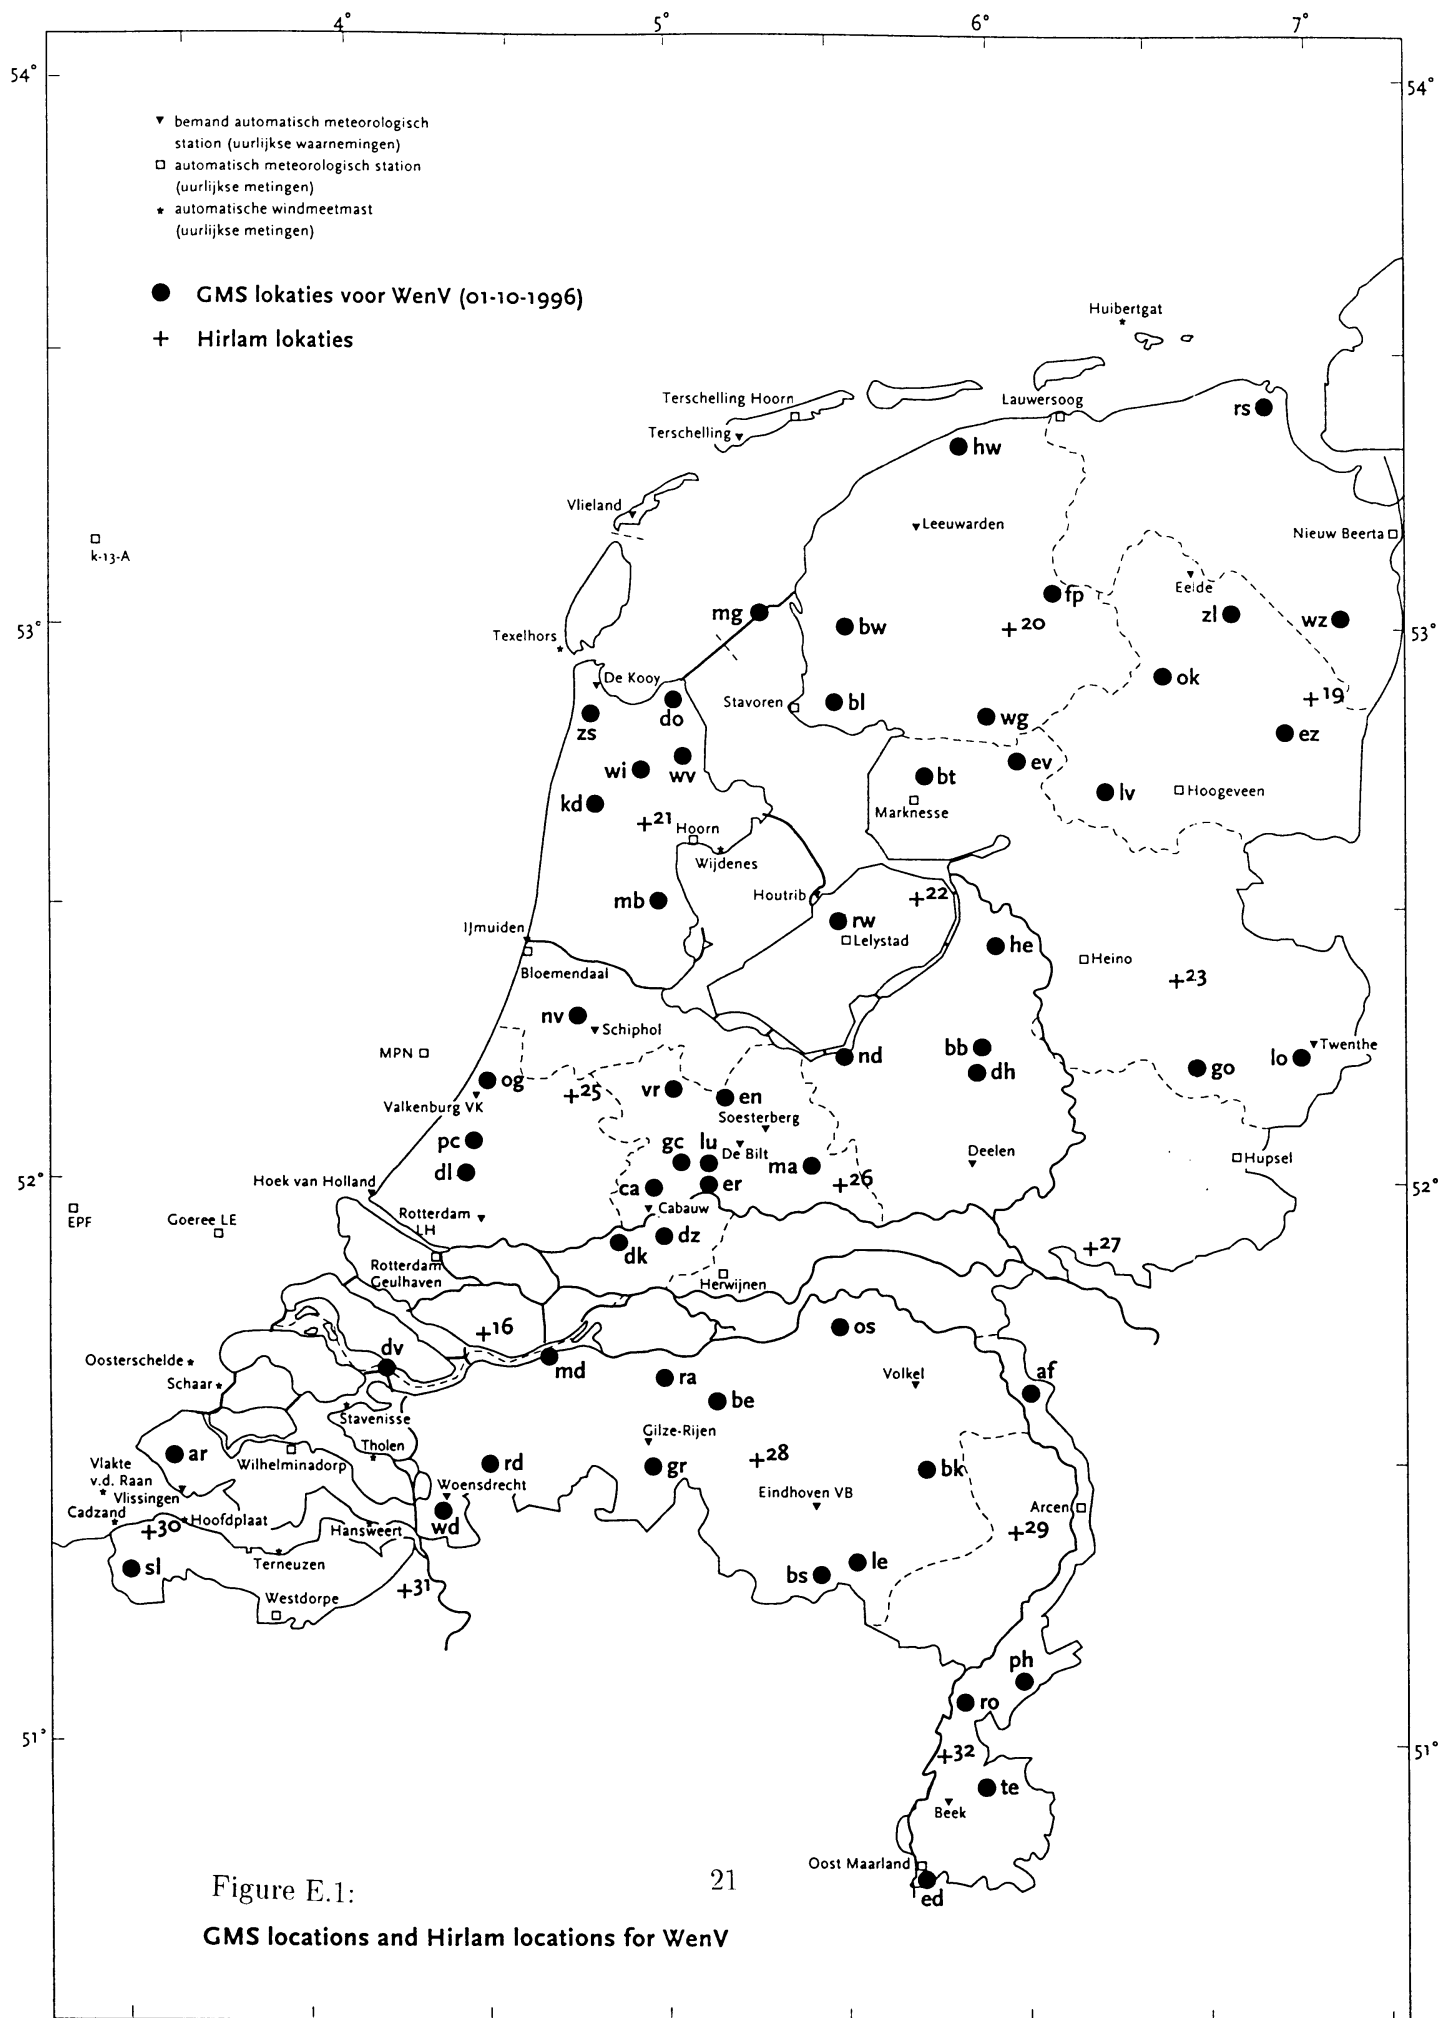 4° 5° 6° 7°
54° 54°
bemand automatisch meteorologisch
station (uurlijkse waarnemingen)
automatisch meteorologisch station
(uurlijkse metingen)
automatische windmeetmast
(uurlijkse metingen)
GMS lokaties voor WenV (01-10-1996)
+ Hirlam lokaties
Huibertgat
Terschelling Hoorn
Lauwersoog
rs
Terschelling
hw
Vlieland
Leeuwarden
Nieuw Beerta
k-13-A
Eelde
fp
mg
bw
+20
zl
wz
53° 53°
Texelhors
De Kooy
ok
Stavoren
bl
+19
do
zs
wg
ez
wi
wv
bt
ev
kd
Marknesse
lv
Hoogeveen
+21
Hoorn
Wijdenes
mb
Houtrib
+22
rw
IJmuiden
Lelystad
he
Heino
Bloemendaal
+23
nv
Schiphol
MPN
nd
bb
lo
Twenthe
og
dh
go
vr
+25
en
Valkenburg VK
Soesterberg
pc
gc
lu
De Bilt
dl
ma
Deelen
Hupsel
52° 52°
Hoek van Holland
ca
er
+26
EPF
Goeree LE
Rotterdam
LH
Cabauw
dz
dk
+27
Rotterdam
Geulhaven
Herwijnen
+16
os
dv
md
Oosterschelde
Schaar
ra
Volkel
af
be
Stavenisse
Gilze-Rijen
Tholen
ar
Wilhelminadorp
Vlakte
v.d. Raan
rd
gr
+28
bk
Woensdrecht
Eindhoven VB
Vlissingen
Arcen
Cadzand
Hoofdplaat
wd
+30
Hansweert
+29
sl
Terneuzen
le
bs
+31
Westdorpe
ph
ro
51° 51°
+32
te
Beek
Oost Maarland
ed
Figure E.1:
21
GMS locations and Hirlam locations for WenV